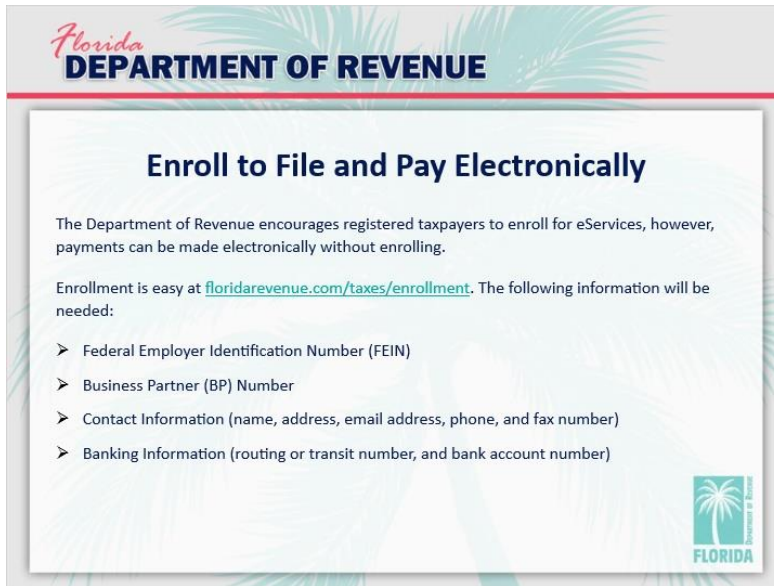 Florida
DEPARTMENT OF REVENUE
Enroll to File and Pay Electronically
The Department of Revenue encourages registered taxpayers to enroll for eServices, however,
payments can be made electronically without enrolling.
Enrollment is easy at floridarevenue.com/taxes/enrollment. The following information will be
needed:
➢ Federal Employer Identification Number (FEIN)
➢ Business Partner (BP) Number
➢ Contact Information (name, address, email address, phone, and fax number)
➢ Banking Information (routing or transit number, and bank account number)
DEPARTMENT OF REVENUE
FLORIDA